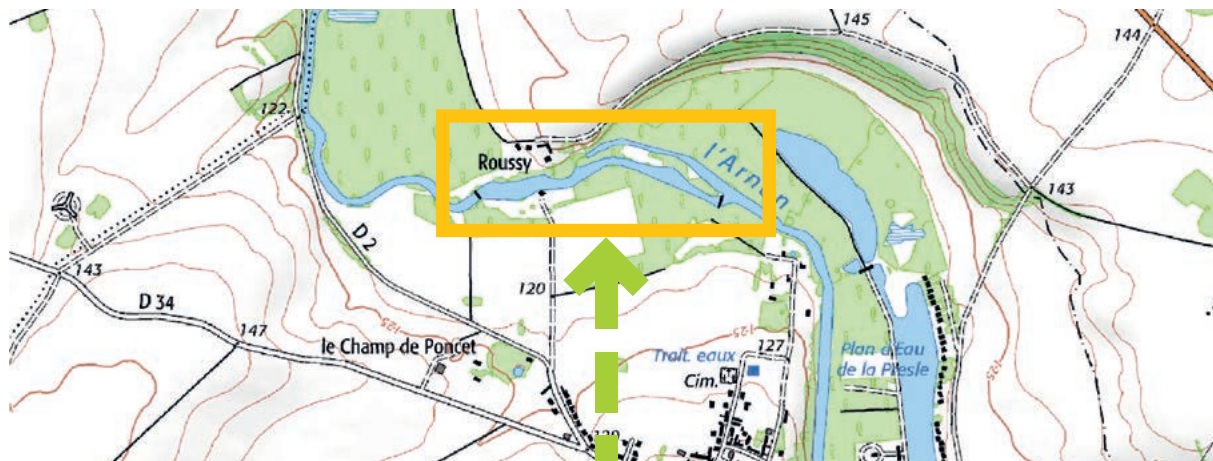 145
144
122
Roussy
l'Arnon
143
D 2
143
120
D 34
147
125
le Champ de Poncet
Trait. eaux
127
125
Plan d'Eau
de la Presle
Cim.
125